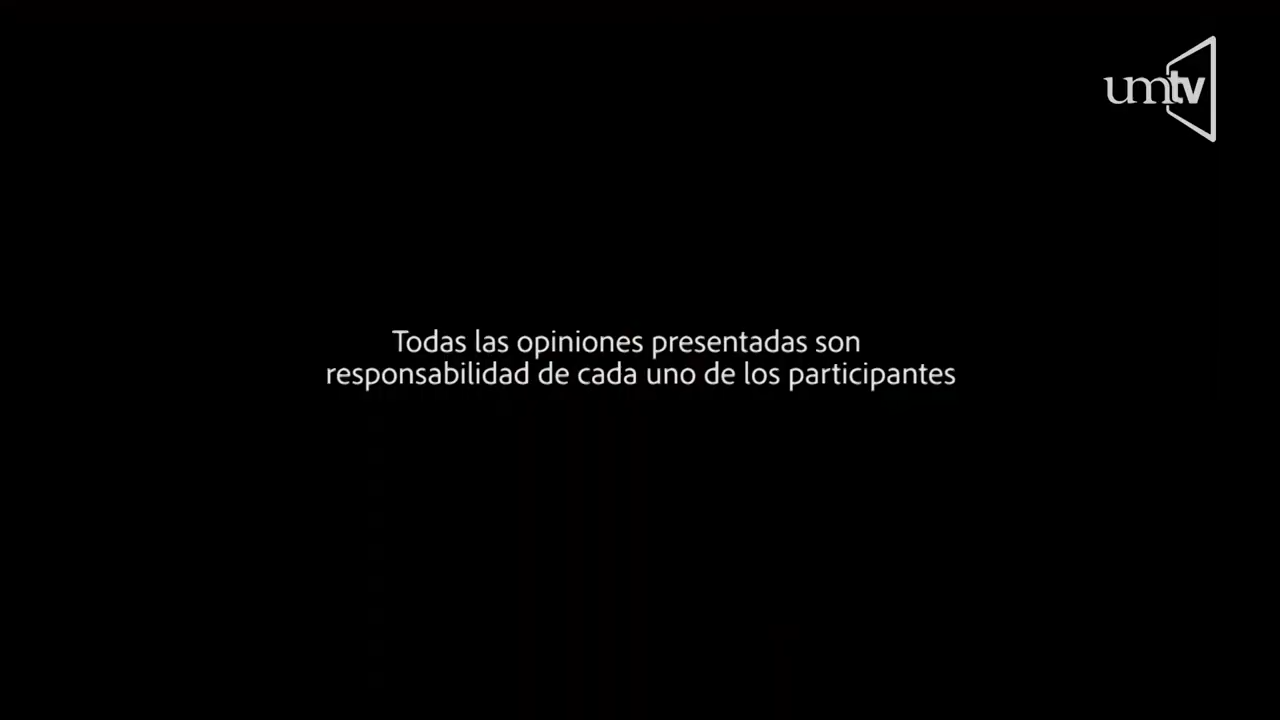 umtv
Todas las opiniones presentadas son
responsabilidad de cada uno de los participantes